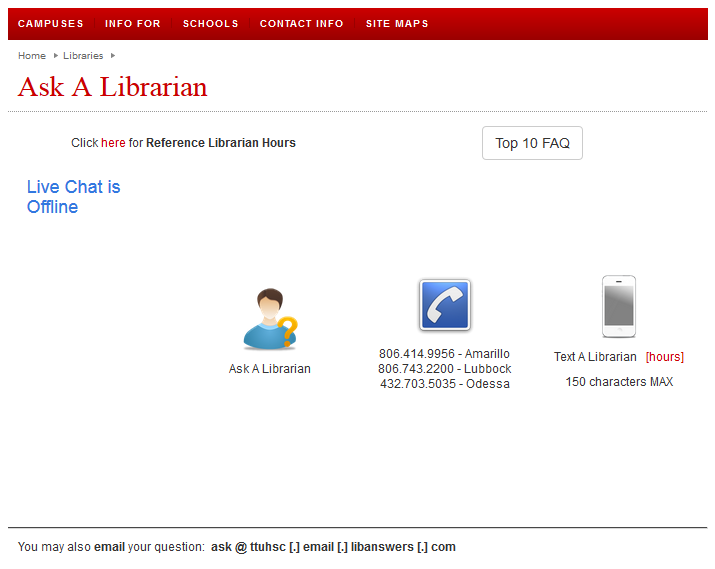 CAMPUSES INFO FOR SCHOOLS CONTACT INFO SITE MAPS
Home Libraries
Ask A Librarian
Click here for Reference Librarian Hours
Top 10 FAQ
Live Chat is
Offline
Ask A Librarian
806.414.9956 - Amarillo
806.743.2200 - Lubbock
432.703.5035 - Odessa
Text A Librarian [hours]
150 characters MAX
You may also email your question: ask @ ttuhsc [.] email [.] libanswers [.] com